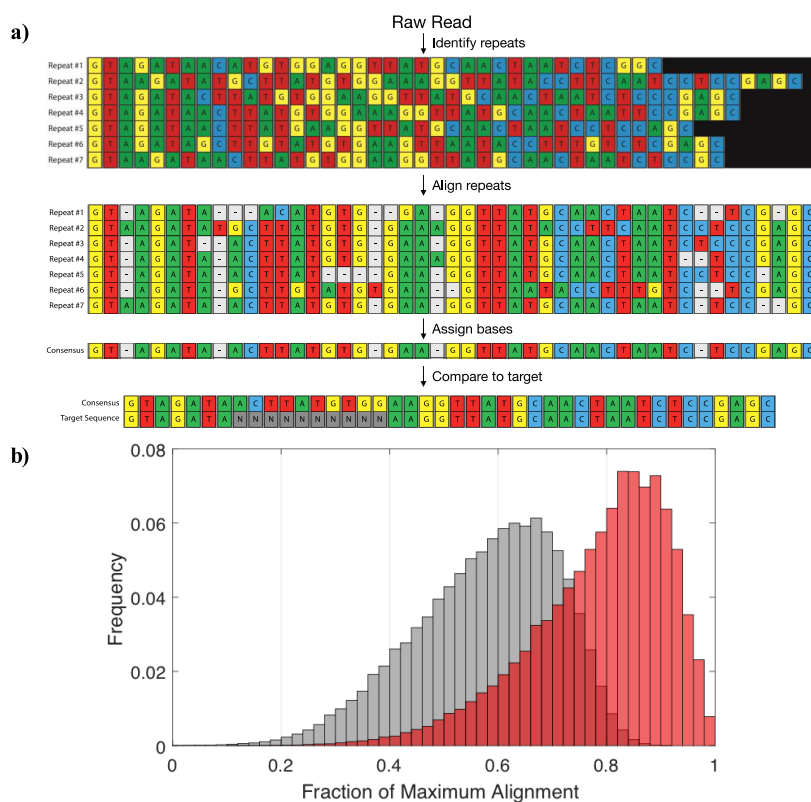 a)
Raw Read
Identify repeats
Repeat #1 G T A G A T A A C A T G T G G A G G T T A T G C A A C T A A T C T C G G C
Repeat #2 G T A A G A T A T G C T T A T G T G G A A A G G T T A T A C C T T C A A T C C T C C G A G C
Repeat #3 G T A G A T A C T T A T G T G G A A G G T T A T G C A A C T A A T C T C C C G A G C
Repeat #4 G T A G A T A A C T T A T G T G G A A A G G T T A T G C A A C T A A T T C C G A G C
Repeat #5 G T A G A T A A C T T A T G A A G G T T A T G C A A C T A A T C C T C C A G C
Repeat #6 G T A G A T A G C T T G T A T G T G A A G T T A A T A C C T T T G T C T C G A G C
Repeat #7 G T A A G A T A A C T T A T G T G G A A G G T T A T G C A A C T A A T C T C C G C
Align repeats
Repeat #1 G T - A G A T A - - - A C A T G T G - - G A - G G T T A T G C A A C T A A T C - - T C G - G C
Repeat #2 G T A A G A T A T G C T T A T G T G - G A A A G G T T A T A C C T T C A A T C C T C C G A G C
Repeat #3 G T - A G A T - - A C T T A T G T G - G A A - G G T T A T G C A A C T A A T C T C C C G A G C
Repeat #4 G T - A G A T A - A C T T A T G T G - G A A A G G T T A T G C A A C T A A T - - T C C G A G C
Repeat #5 G T - A G A T A - A C T T A T - - - - G A A - G G T T A T G C A A C T A A T C C T C C - A G C
Repeat #6 G T - A G A T A - G C T T G T A T G T G A A - - G T T A A T A C C T T T G T C - - T C G A G C
Repeat #7 G T A A G A T A - A C T T A T G T G - G A A - G G T T A T G C A A C T A A T C - T C C G A G C
Assign bases
Consensus G T - A G A T A - A C T T A T G T G - G A A - G G T T A T G C A A C T A A T C - T C C G A G C
Compare to target
Consensus G T A G A T A A C T T A T G T G G A A G G T T A T G C A A C T A A T C T C C G A G C
Target Sequence G T A G A T A N N N N N N N N N N A A G G T T A T G C A A C T A A T C T C C G A G C
b)
0.08
0.06
0.04
0.02
0
Frequency
0 0.2 0.4 0.6 0.8 1
Fraction of Maximum Alignment